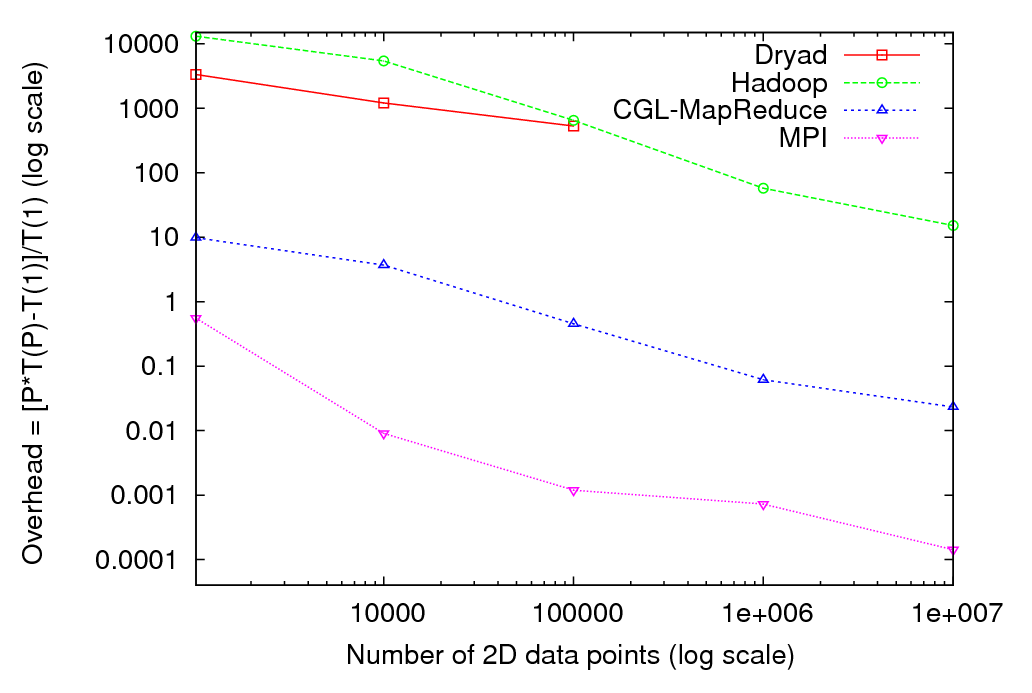 Overhead = [P*T(P)-T(1)]/T(1) (log scale)
10000
1000
100
10
1
0.1
0.01
0.001
0.0001
Dryad
Hadoop
CGL-MapReduce
MPI
10000 100000 1e+006 1e+007
Number of 2D data points (log scale)